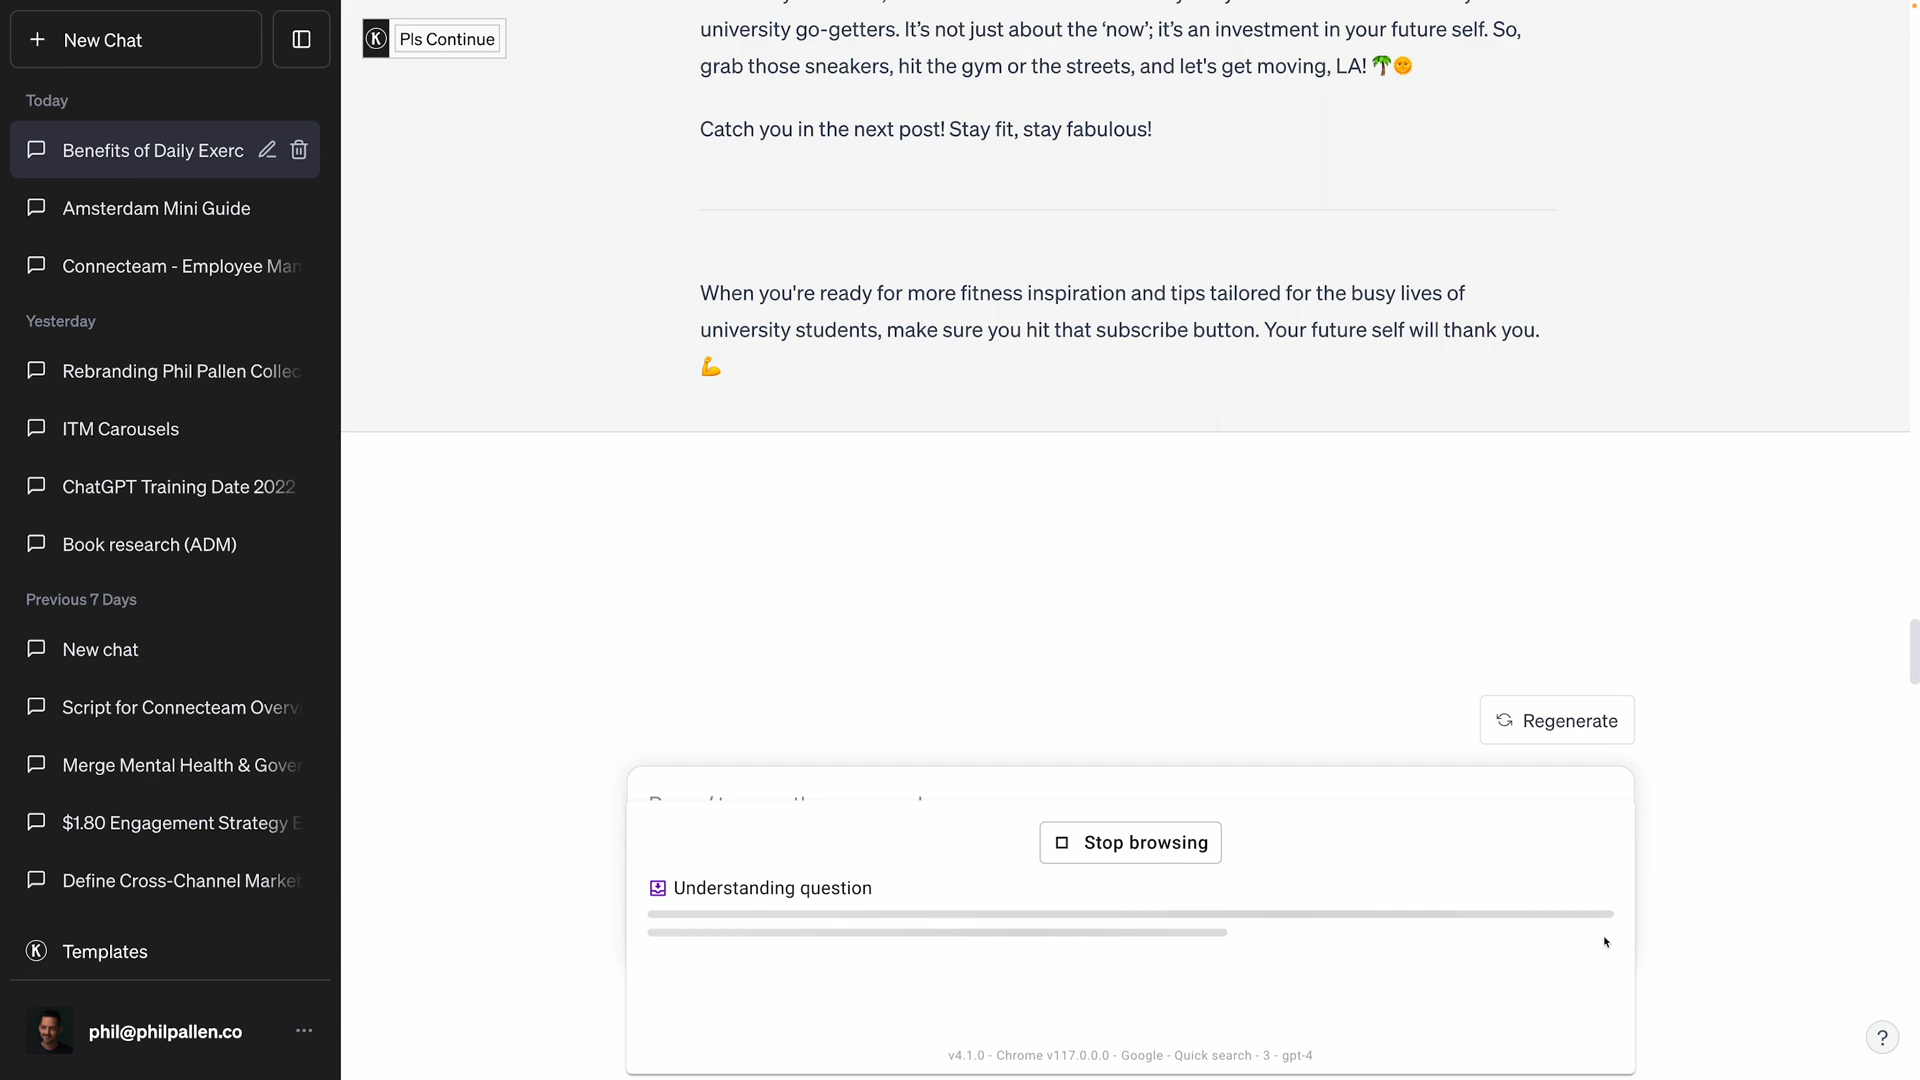 New Chat
Today
Benefits of Daily Exerc
Amsterdam Mini Guide
Connecteam - Employee Man
Yesterday
Rebranding Phil Pallen Collec
ITM Carousels
ChatGPT Training Date 2022
Book research (ADM)
Previous 7 Days
New chat
Script for Connecteam Overvi
Merge Mental Health & Gover
$1.80 Engagement Strategy E
Define Cross-Channel Market
K Templates
phil@philpallen.co
K Pls Continue
university go-getters. It’s not just about the ‘now’; it’s an investment in your future self. So,
grab those sneakers, hit the gym or the streets, and let's get moving, LA! 🌴🌞
Catch you in the next post! Stay fit, stay fabulous!
When you're ready for more fitness inspiration and tips tailored for the busy lives of
university students, make sure you hit that subscribe button. Your future self will thank you.
💪
Regenerate
Stop browsing
Understanding question
v4.1.0 - Chrome v117.0.0.0 - Google - Quick search - 3 - gpt-4
?